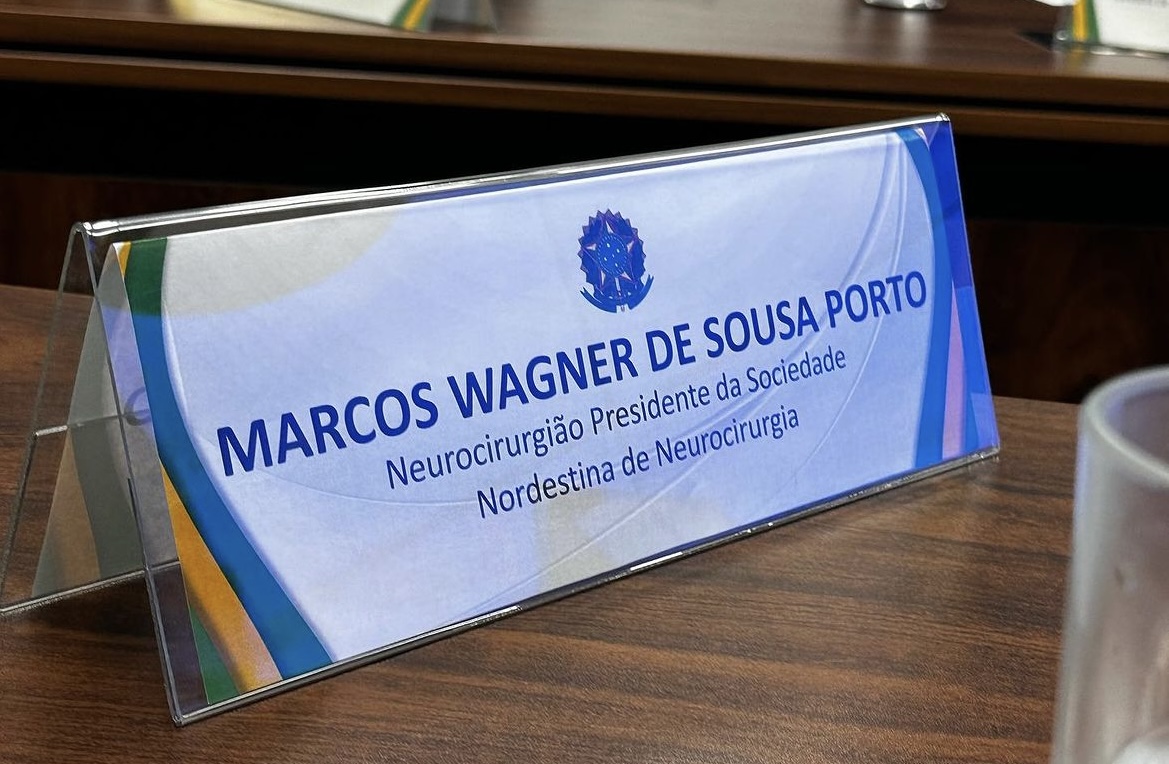 MARCOS WAGNER DE SOUSA PORTO
Neurocirurgião Presidente da Sociedade
Nordestina de Neurocirurgia